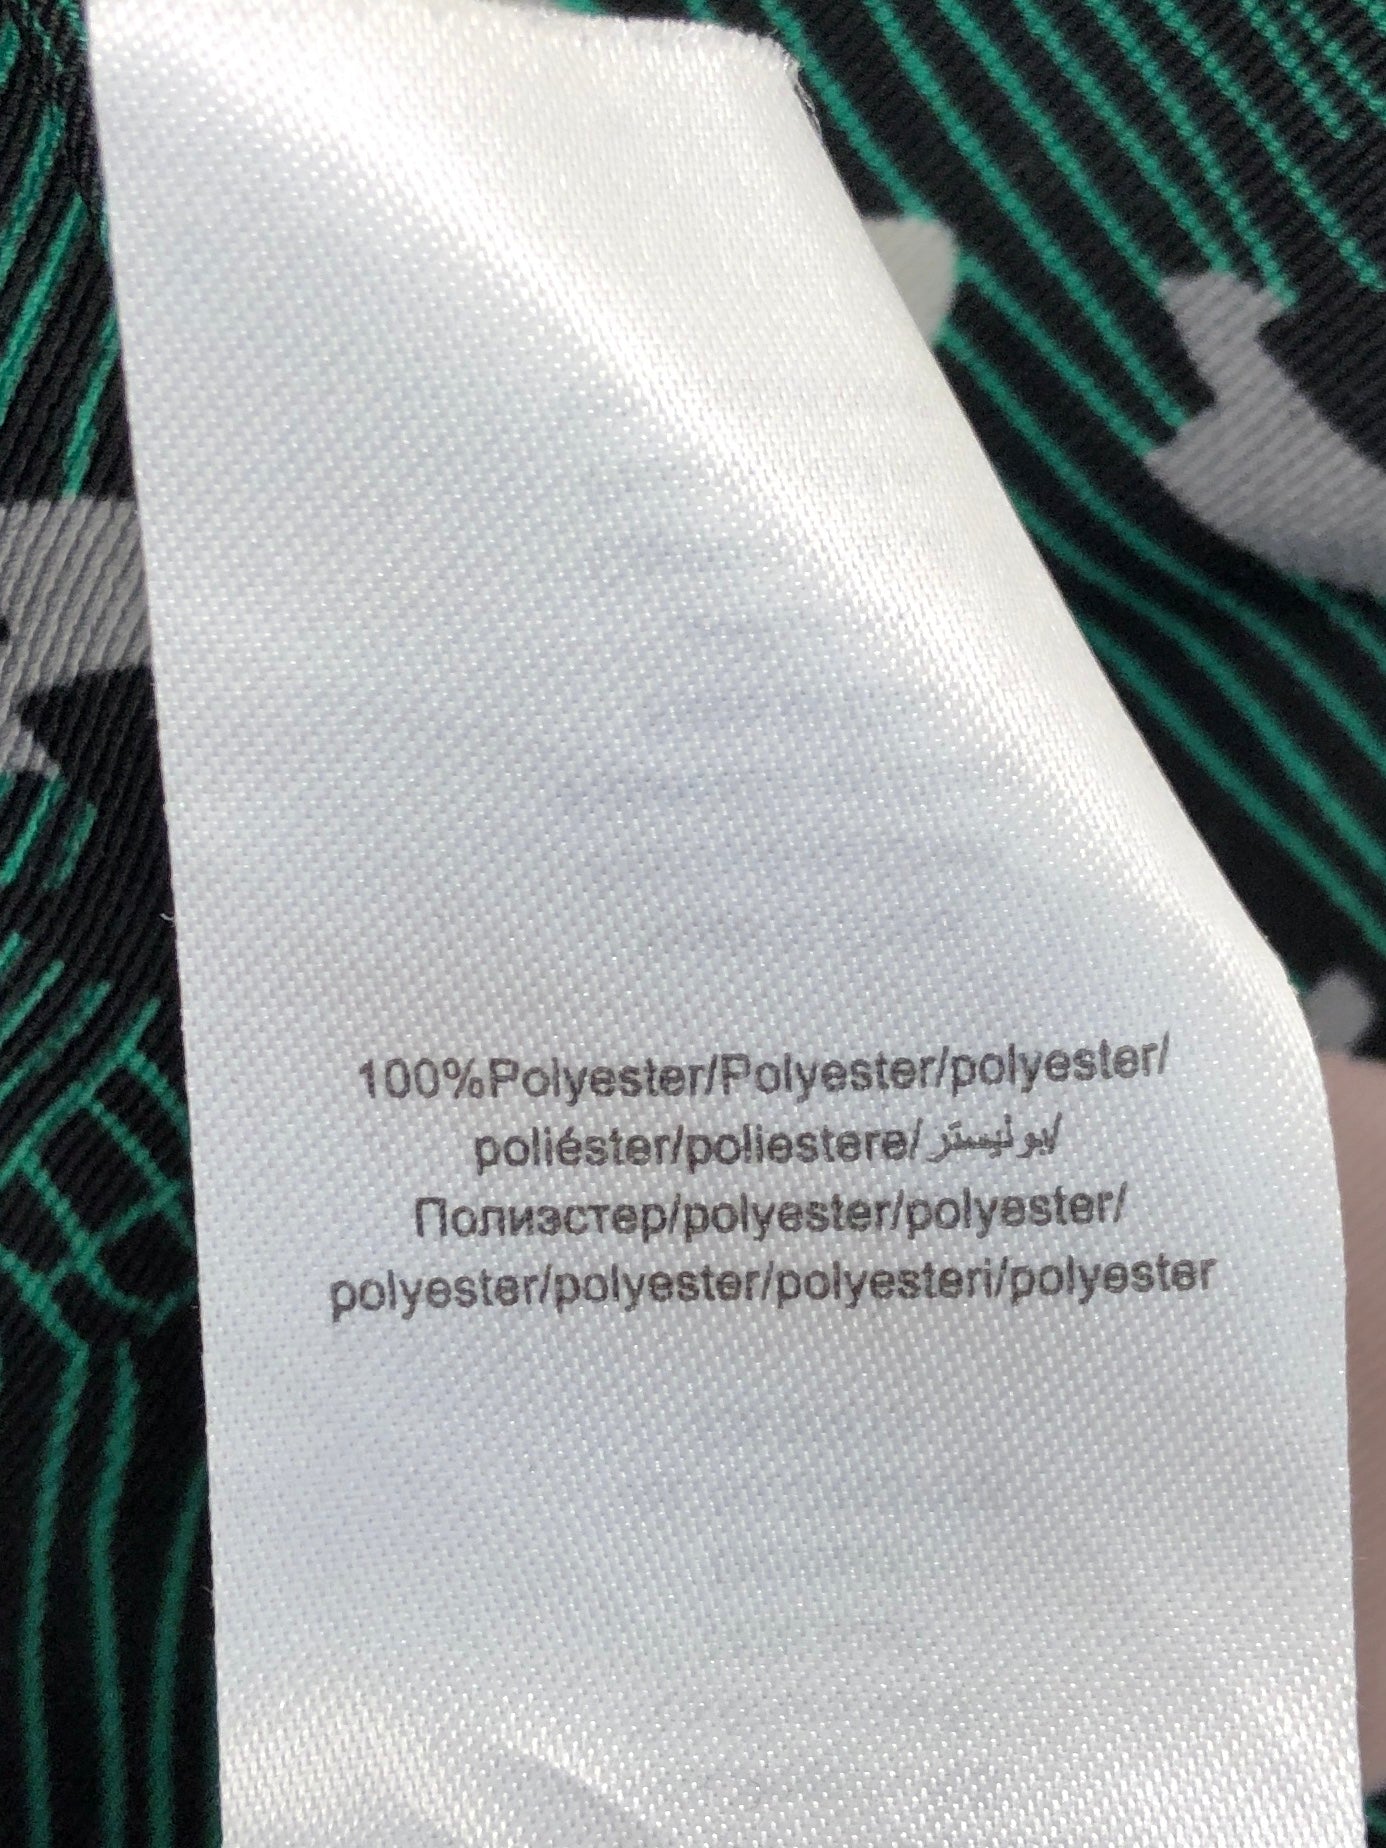 100%Polyester/Polyester/polyester/
poliéster/poliestere/بوليستر/
Полиэстер/polyester/polyester/
polyester/polyester/polyesteri/polyester